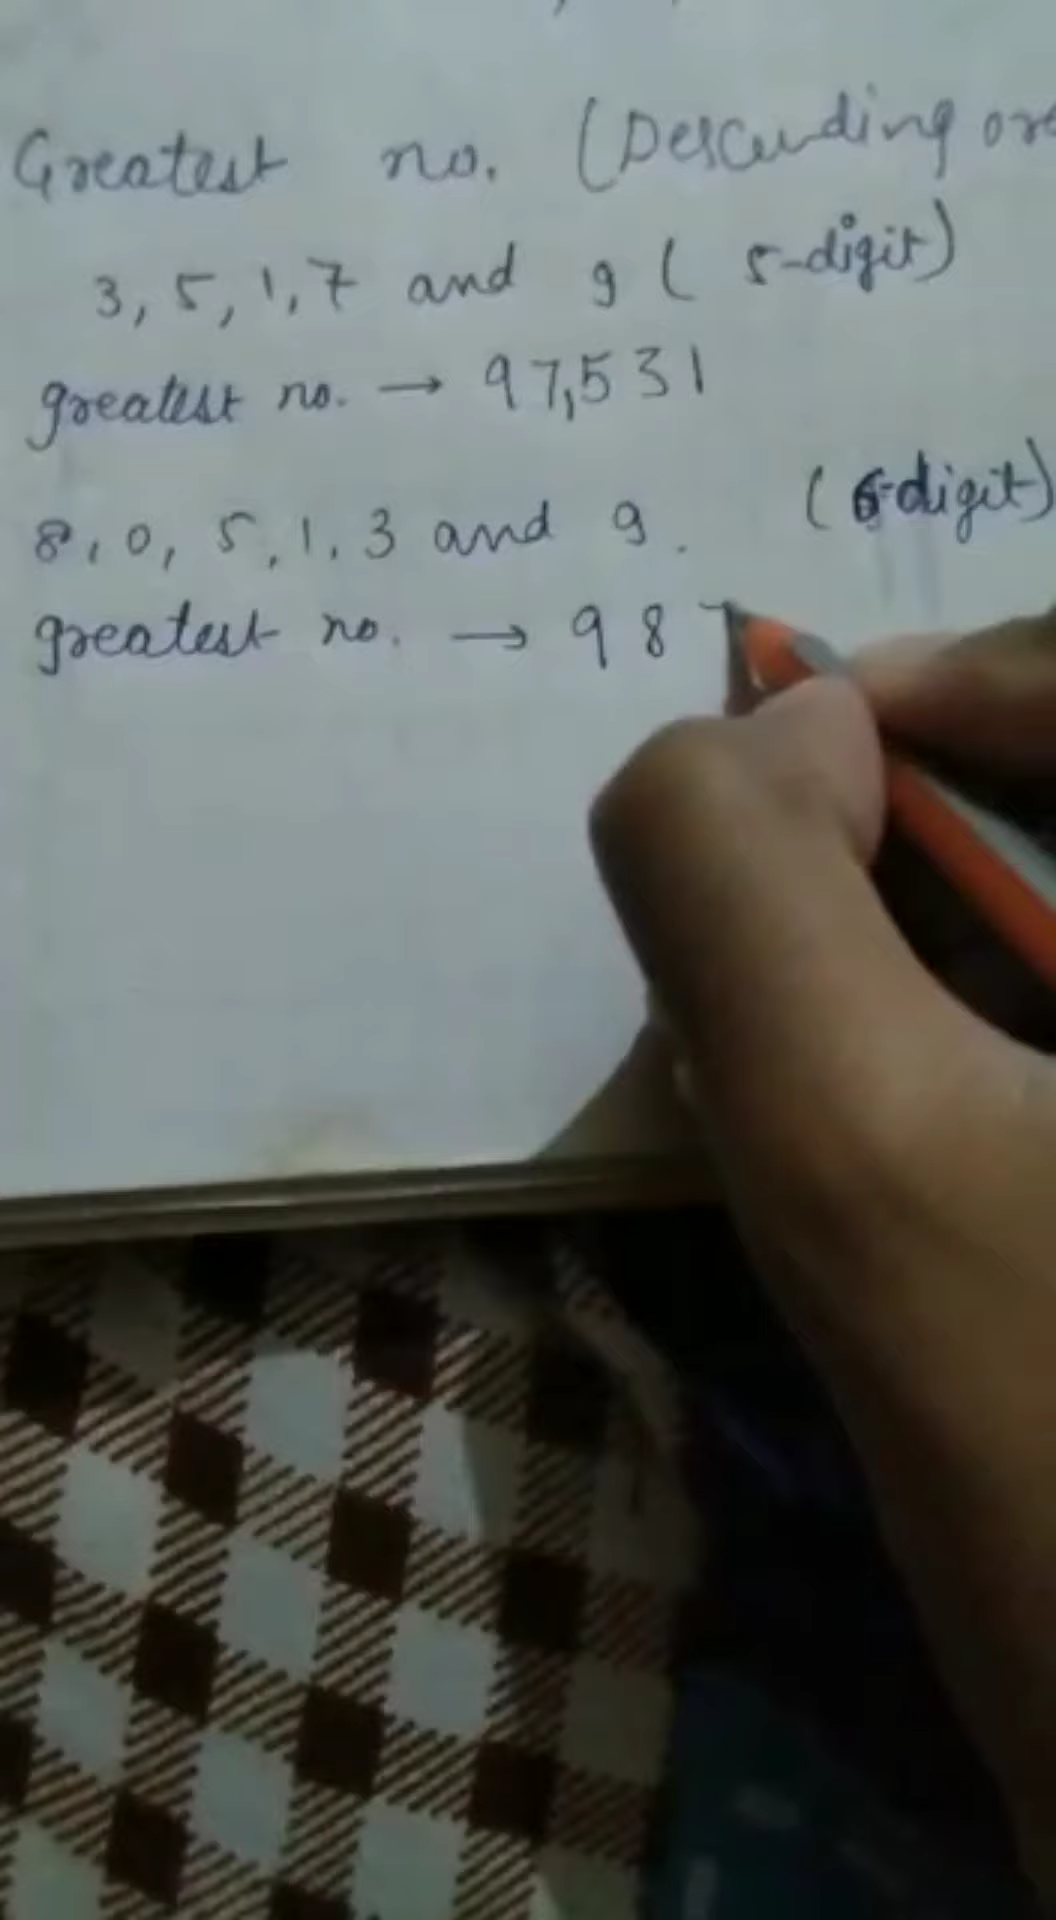 Greatest no. (Descending
3, 5, 1, 7 and 9 ( 5-digit)
greatest no. → 97,531
8, 0, 5, 1, 3 and 9. (6-digit)
greatest no. → 98